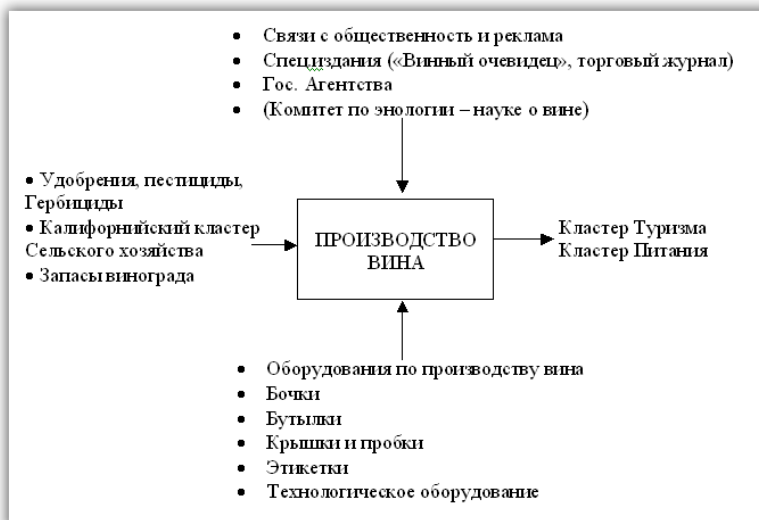 • Связи с общественность и реклама
• Специздания («Винный очевидец», торговый журнал)
• Гос. Агентства
• (Комитет по энологии – науке о вине)
• Удобрения, пестициды,
Гербициды
• Калифорнийский кластер
Сельского хозяйства
• Запасы винограда
ПРОИЗВОДСТВО
ВИНА
Кластер Туризма
Кластер Питания
• Оборудования по производству вина
• Бочки
• Бутылки
• Крышки и пробки
• Этикетки
• Технологическое оборудование